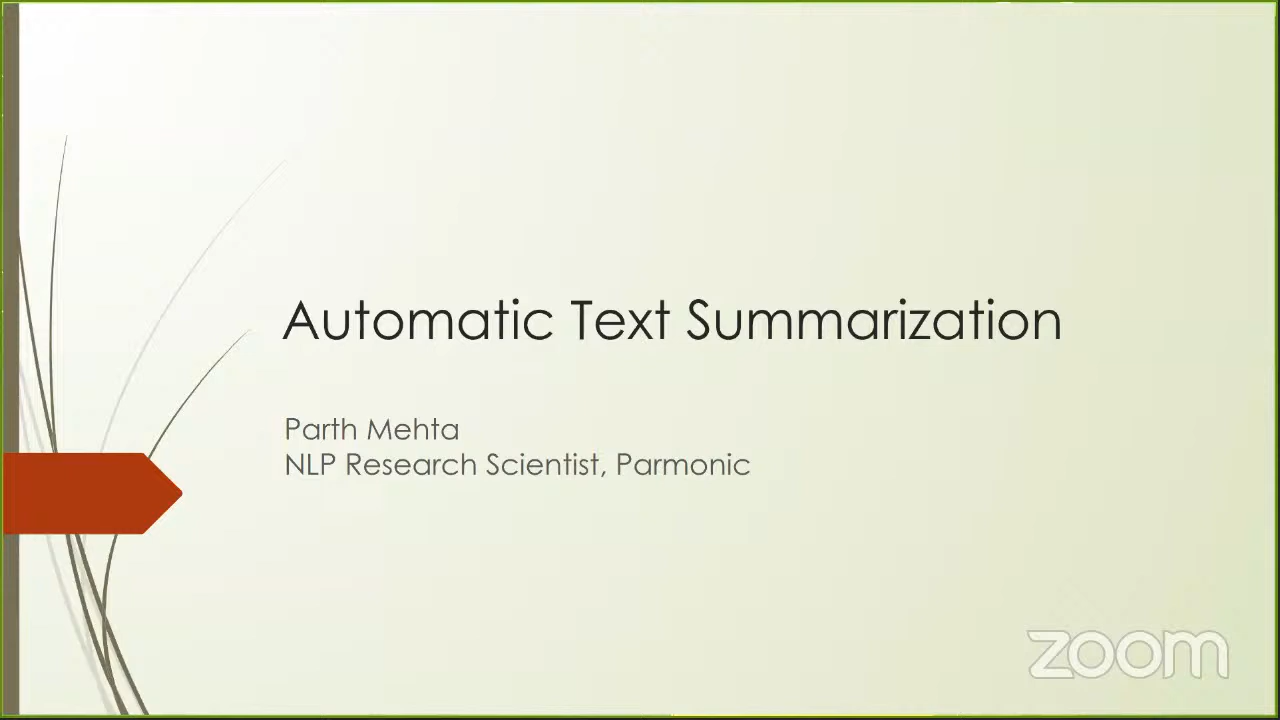 Automatic Text Summarization
Parth Mehta
NLP Research Scientist, Parmonic
zoom